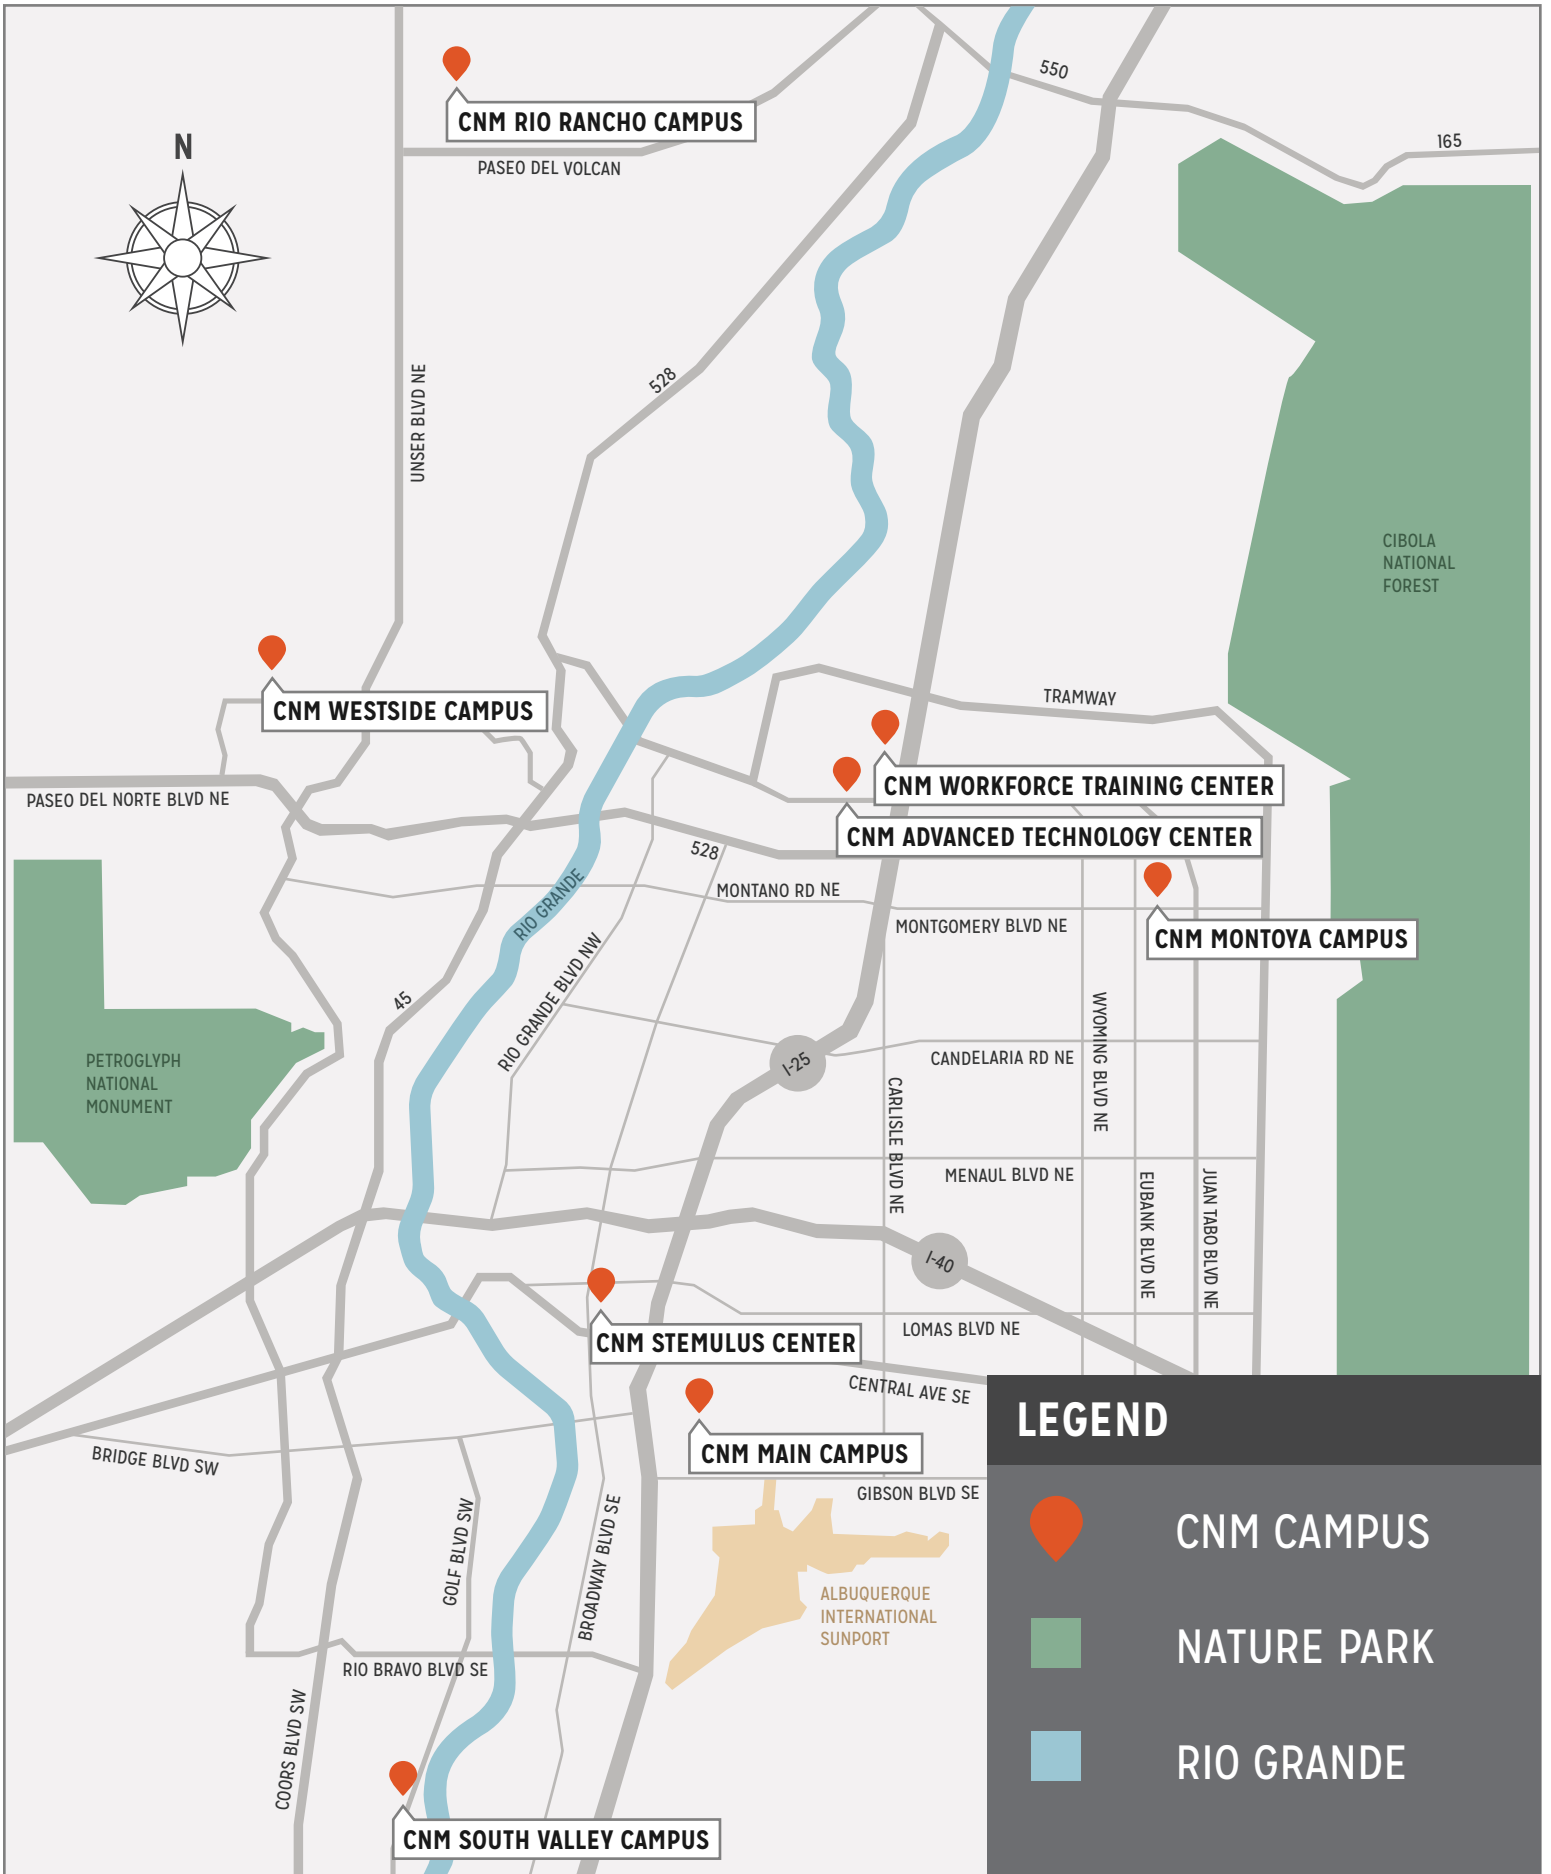 550
165
CNM RIO RANCHO CAMPUS
PASEO DEL VOLCAN
N
UNSER BLVD NE
528
CIBOLA
NATIONAL
FOREST
CNM WESTSIDE CAMPUS
TRAMWAY
CNM WORKFORCE TRAINING CENTER
PASEO DEL NORTE BLVD NE
CNM ADVANCED TECHNOLOGY CENTER
528
MONTANO RD NE
RIO GRANDE
MONTGOMERY BLVD NE
CNM MONTOYA CAMPUS
RIO GRANDE BLVD NW
45
I-25
CANDELARIA RD NE
WYOMING BLVD NE
PETROGLYPH
NATIONAL
MONUMENT
CARLISLE BLVD NE
MENAUL BLVD NE
EUBANK BLVD NE
JUAN TABO BLVD NE
I-40
LOMAS BLVD NE
CNM STEMULUS CENTER
CENTRAL AVE SE
CNM MAIN CAMPUS
BRIDGE BLVD SW
GIBSON BLVD SE
GOLF BLVD SW
BROADWAY BLVD SE
ALBUQUERQUE
INTERNATIONAL
SUNPORT
RIO BRAVO BLVD SE
COORS BLVD SW
CNM SOUTH VALLEY CAMPUS
LEGEND
CNM CAMPUS
NATURE PARK
RIO GRANDE